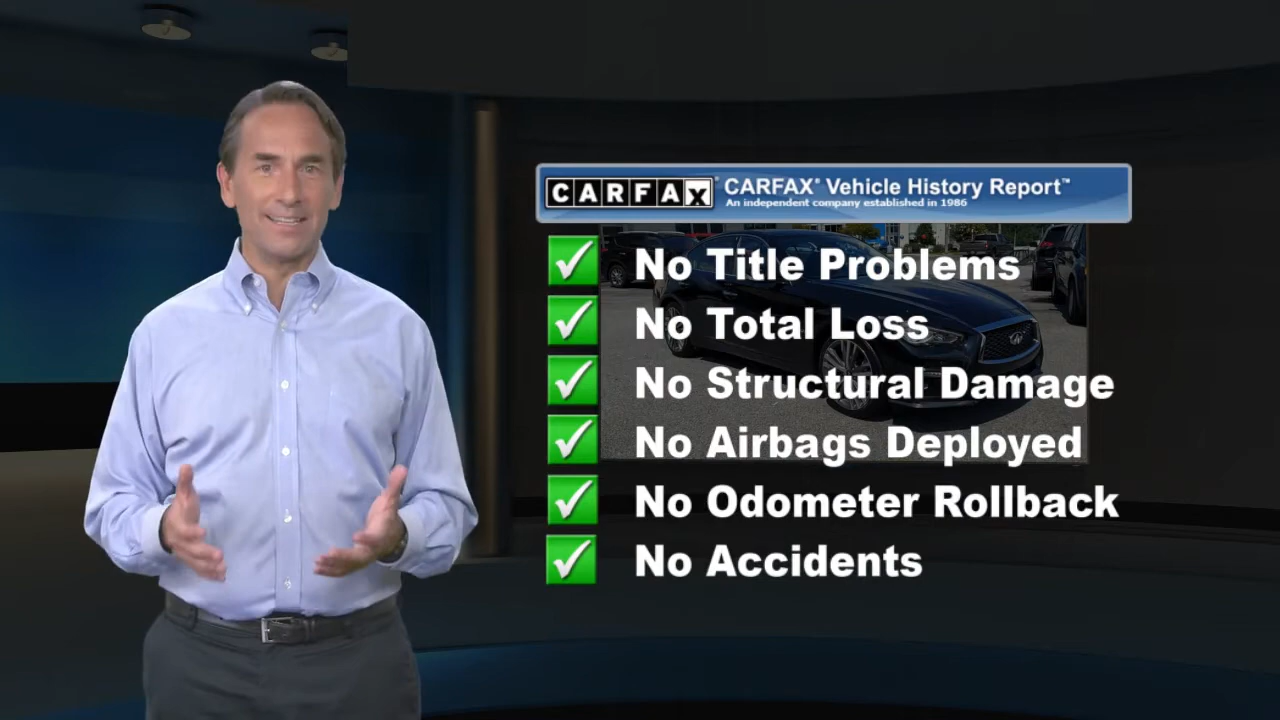 CARFAX® CARFAX® Vehicle History Report™
An independent company established in 1986
No Title Problems
No Total Loss
No Structural Damage
No Airbags Deployed
No Odometer Rollback
No Accidents